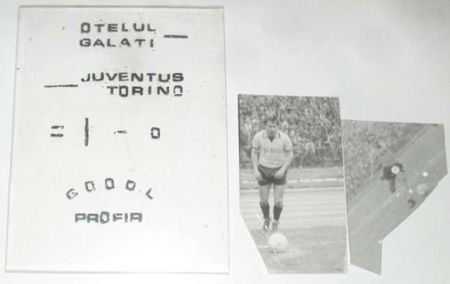 OTELUL
GALATI —
— JUVENTUS
TORINO
= 1 - 0
GOOOL
PROFIR